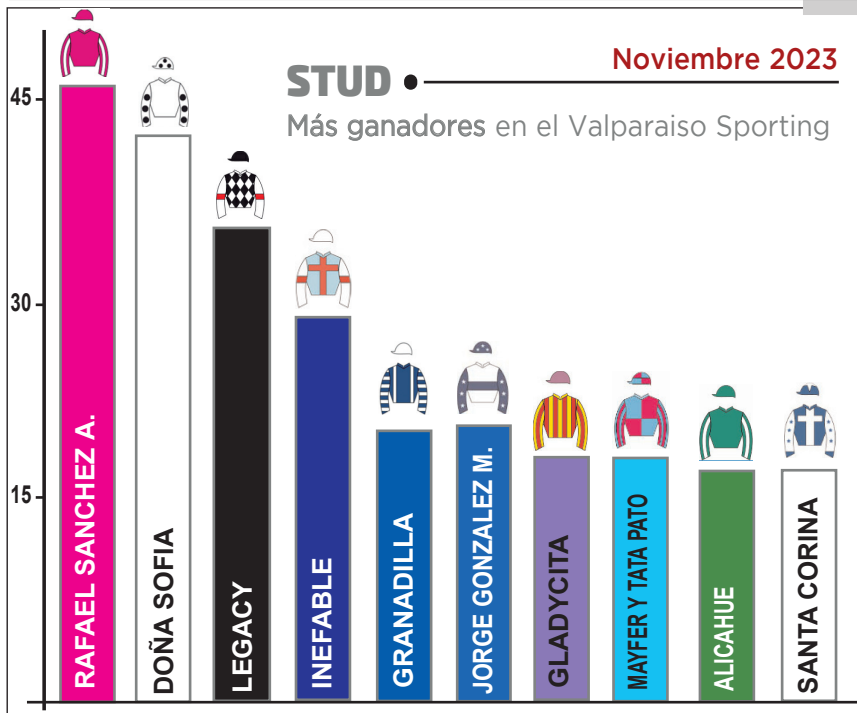 Noviembre 2023
STUD
Más ganadores en el Valparaiso Sporting
45
30
15
RAFAEL SANCHEZ A.
DOÑA SOFIA
LEGACY
INEFABLE
GRANADILLA
JORGE GONZALEZ M.
GLADYCITA
MAYFER Y TATA PATO
ALICAHUE
SANTA CORINA